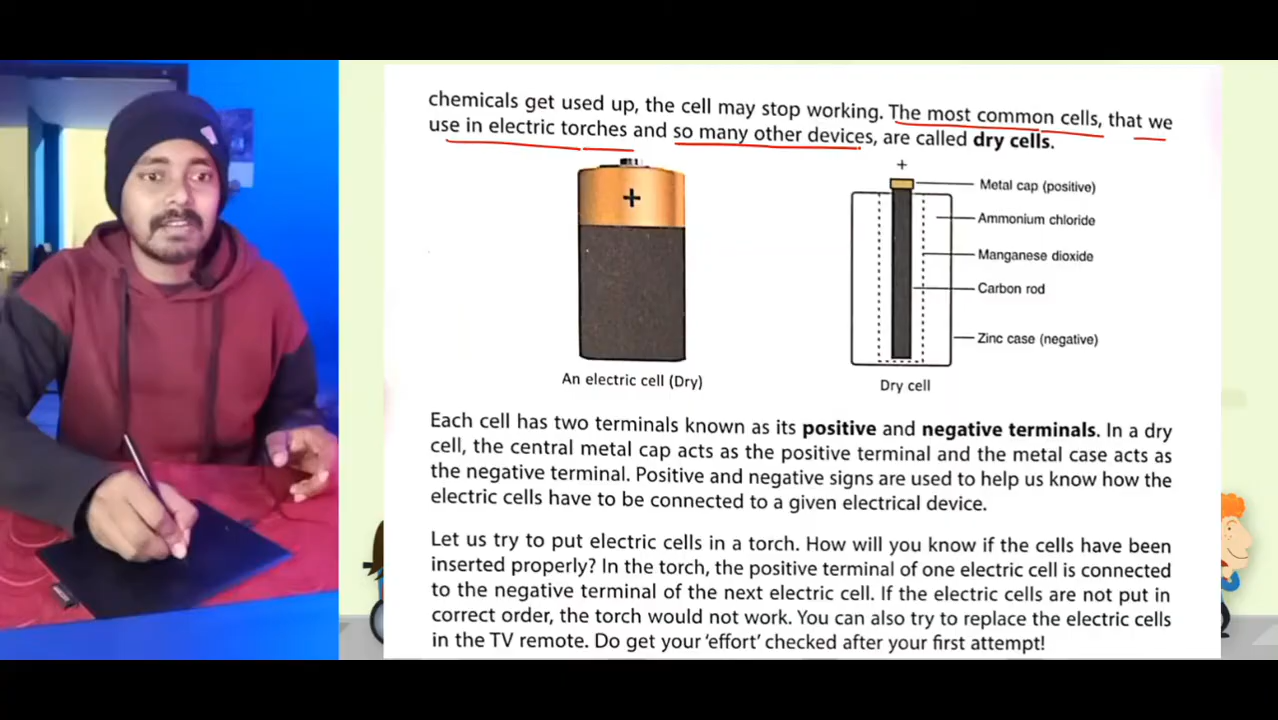 chemicals get used up, the cell may stop working. The most common cells, that we
use in electric torches and so many other devices, are called dry cells.
+
+
Metal cap (positive)
Ammonium chloride
Manganese dioxide
Carbon rod
Zinc case (negative)
An electric cell (Dry)
Dry cell
Each cell has two terminals known as its positive and negative terminals. In a dry
cell, the central metal cap acts as the positive terminal and the metal case acts as
the negative terminal. Positive and negative signs are used to help us know how the
electric cells have to be connected to a given electrical device.
Let us try to put electric cells in a torch. How will you know if the cells have been
inserted properly? In the torch, the positive terminal of one electric cell is connected
to the negative terminal of the next electric cell. If the electric cells are not put in
correct order, the torch would not work. You can also try to replace the electric cells
in the TV remote. Do get your 'effort' checked after your first attempt!